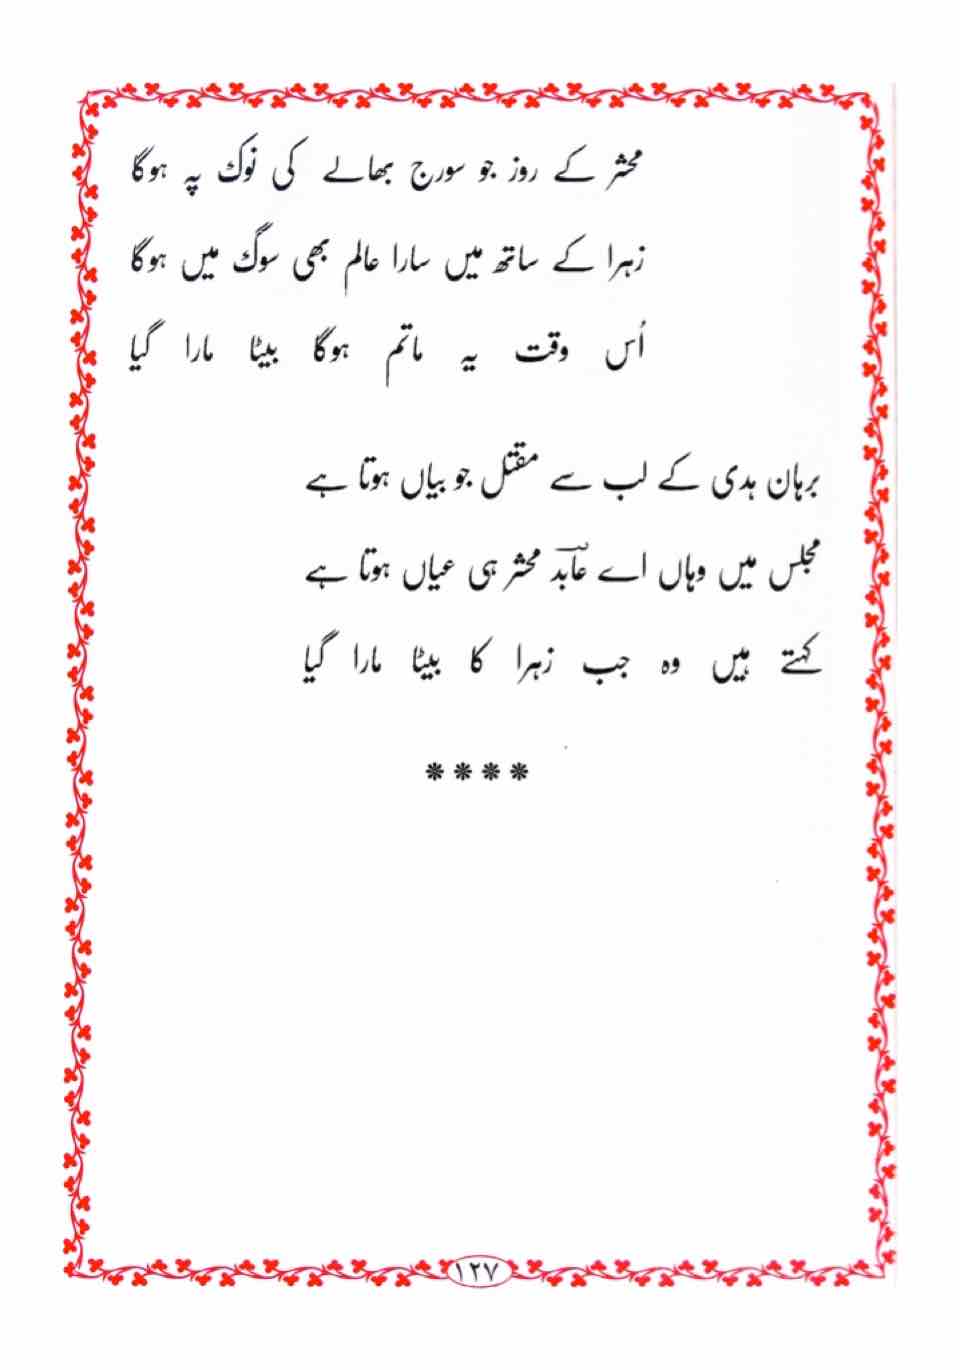 محشر کے روز جو سورج بھالے کی نوک پہ ہوگا
زہرا کے ساتھ میں سارا عالم بھی سوگ میں ہوگا
اُس وقت یہ ماتم ہوگا بیٹا مارا گیا
برہان ہدی کے لب سے مقتل جو بیاں ہوتا ہے
مجلس میں وہاں اے عابدؔ محشر ہی عیاں ہوتا ہے
کہتے ہیں وہ جب زہرا کا بیٹا مارا گیا
****
۱۲۷